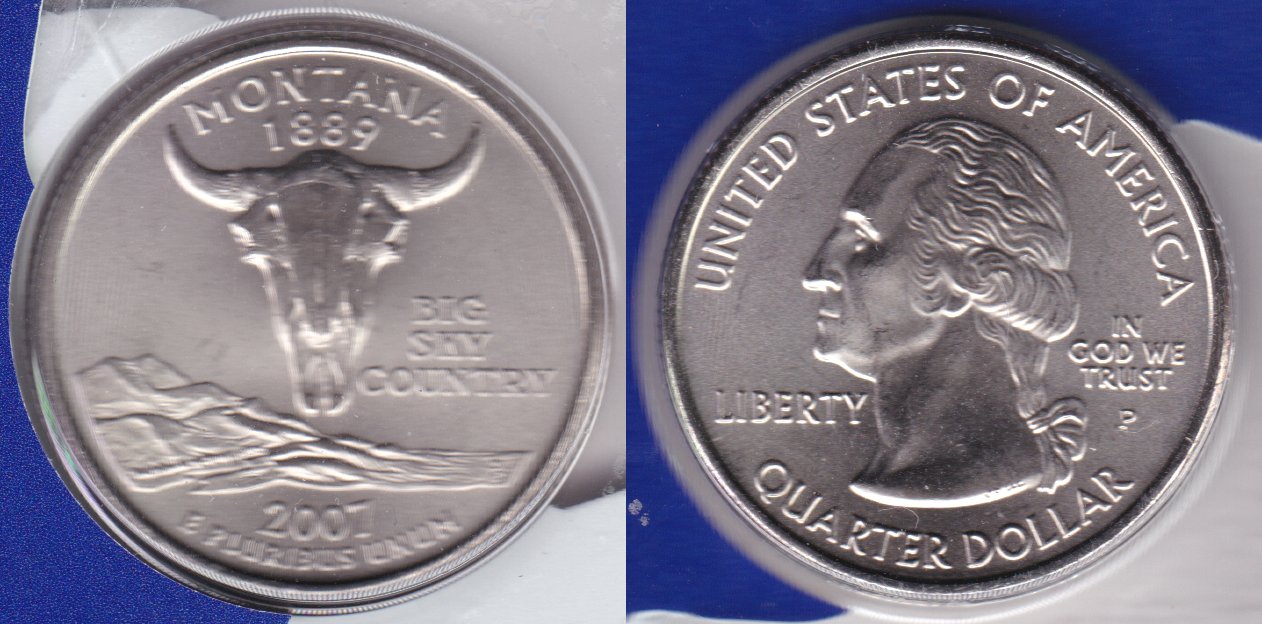 MONTANA
1889
BIG
SKY
COUNTRY
2007
E PLURIBUS UNUM
UNITED STATES OF AMERICA
IN
GOD WE
TRUST
LIBERTY
P
QUARTER DOLLAR